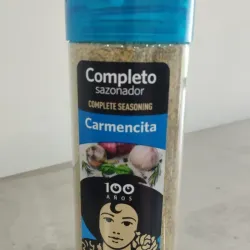 Completo
sazonador
COMPLETE SEASONING
Carmencita
100
AÑOS